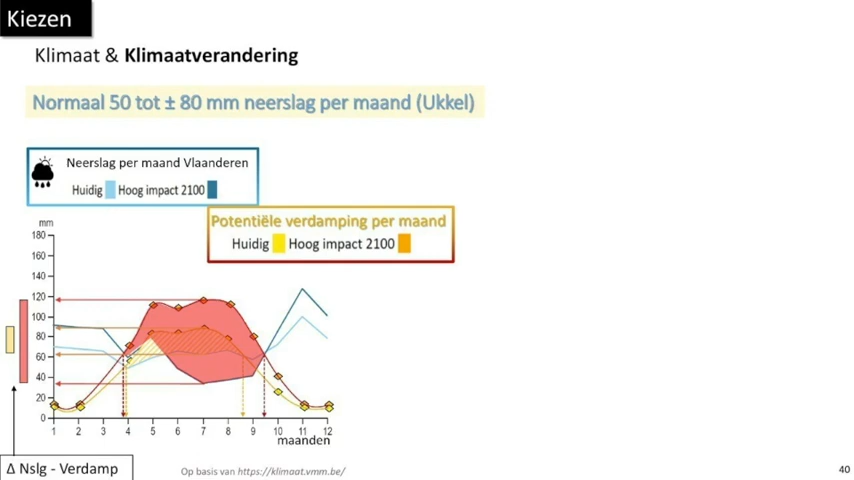 Kiezen
Klimaat & Klimaatverandering
Normaal 50 tot ± 80 mm neerslag per maand (Ukkel)
Neerslag per maand Vlaanderen
Huidig Hoog impact 2100
Potentiële verdamping per maand
Huidig Hoog impact 2100
mm
180
160
140
120
100
80
60
40
20
0
1 2 3 4 5 6 7 8 9 10 11 12
maanden
Δ Nslg - Verdamp
Op basis van https://klimaat.vmm.be/
40